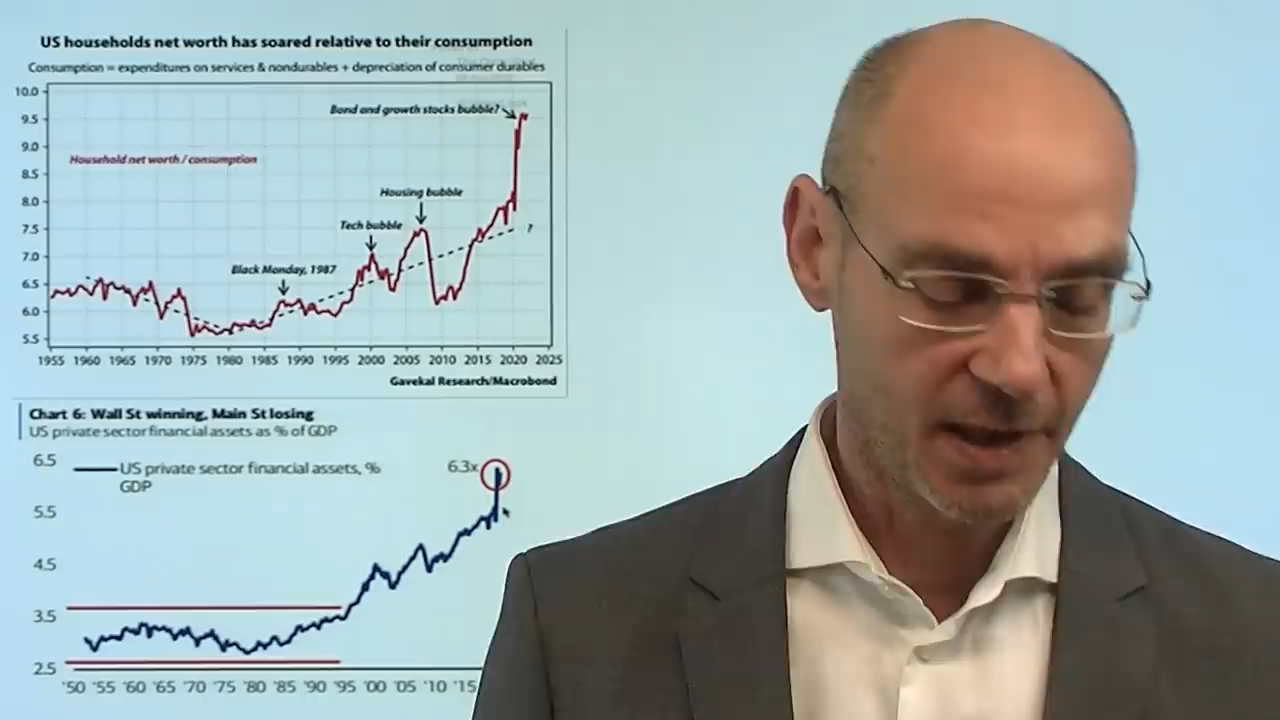 US households net worth has soared relative to their consumption
Consumption = expenditures on services & nondurables + depreciation of consumer durables
10.0
9.5
9.0
8.5
8.0
7.5
7.0
6.5
6.0
5.5
Bond and growth stocks bubble?
Household net worth / consumption
Housing bubble
Tech bubble
?
Black Monday, 1987
1955 1960 1965 1970 1975 1980 1985 1990 1995 2000 2005 2010 2015 2020 2025
Gavekal Research/Macrobond
Chart 6: Wall St winning, Main St losing
US private sector financial assets as % of GDP
6.5
5.5
4.5
3.5
2.5
US private sector financial assets, %
GDP
6.3x
'50 '55 '60 '65 '70 '75 '80 '85 '90 '95 '00 '05 '10 '15